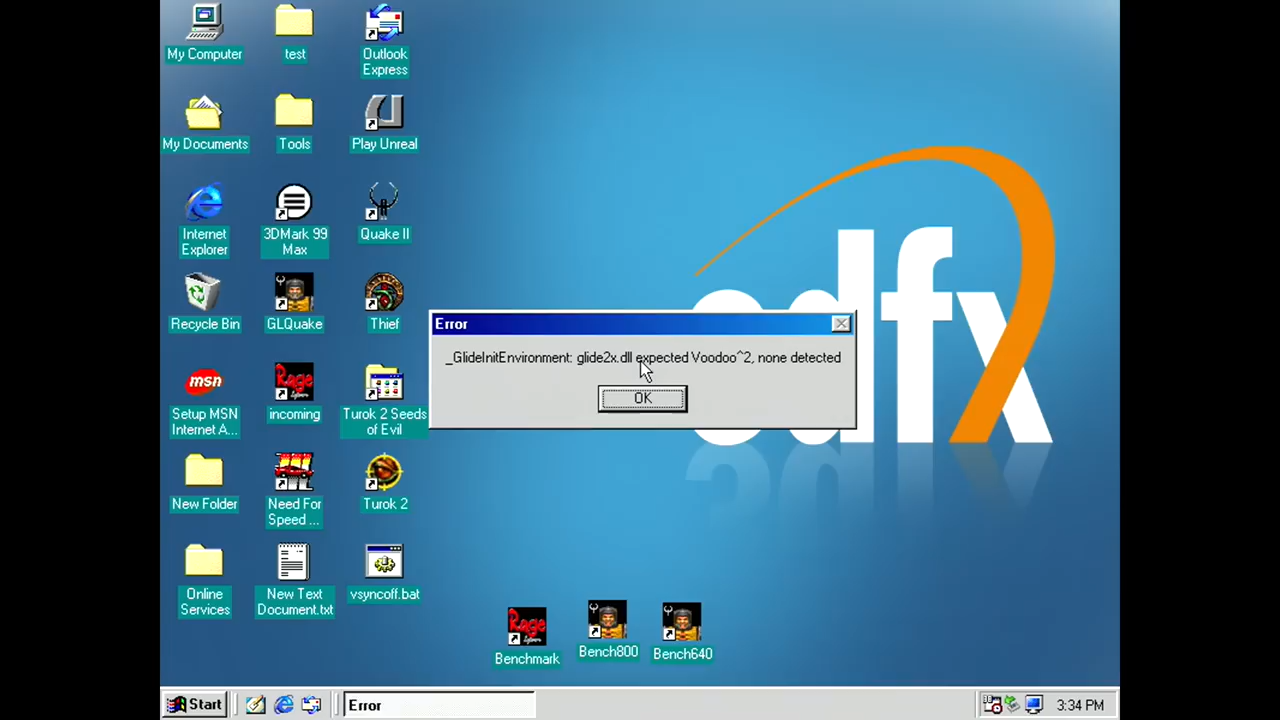 My Computer
test
Outlook
Express
My Documents
Tools
Play Unreal
Internet
Explorer
3DMark 99
Max
Quake II
Recycle Bin
GLQuake
Thief
msn
Setup MSN
Internet A...
Rage
incoming
Turok 2 Seeds
of Evil
New Folder
Need For
Speed ...
Turok 2
Online
Services
New Text
Document.txt
vsyncoff.bat
3dfx
Error
_GlideInitEnvironment: glide2x.dll expected Voodoo^2, none detected
OK
Rage
Benchmark
Bench800
Bench640
Start
Error
3:34 PM